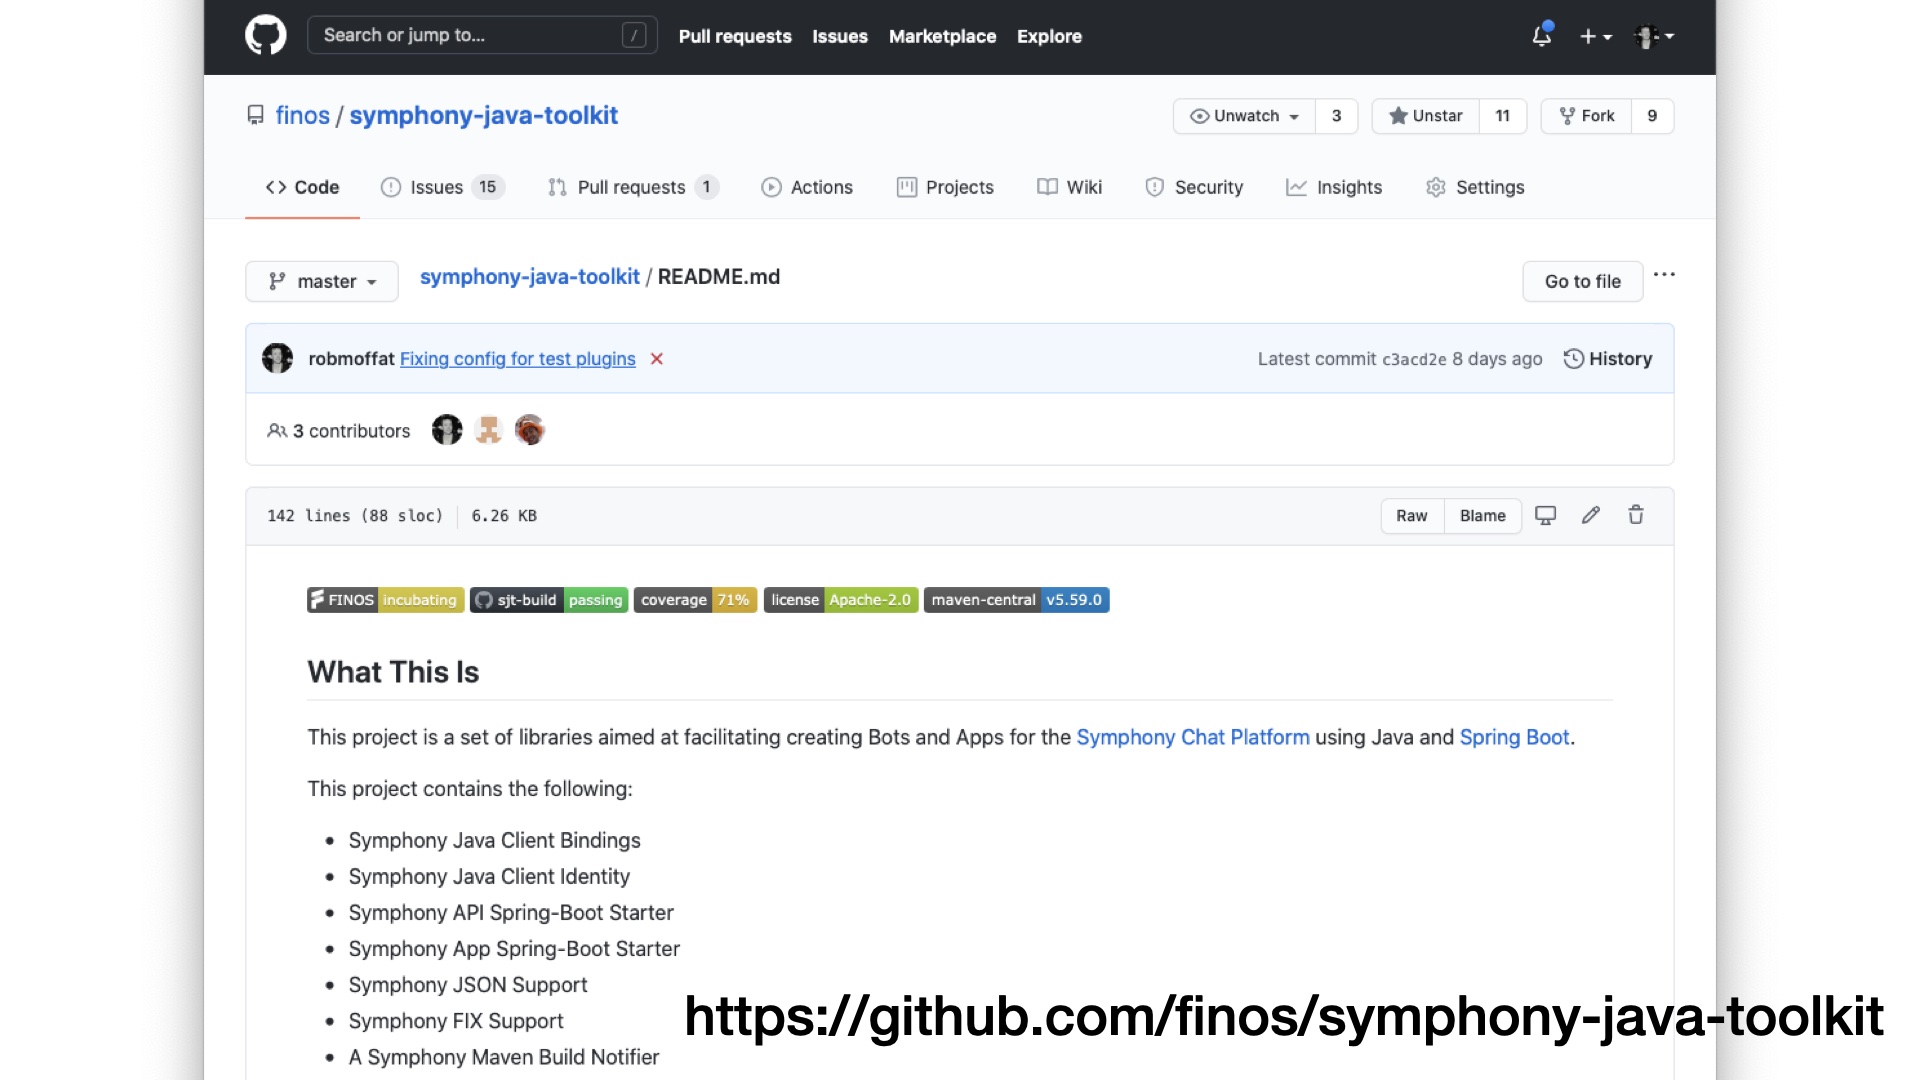 Search or jump to... / Pull requests Issues Marketplace Explore
finos / symphony-java-toolkit Unwatch 3 Unstar 11 Fork 9
Code Issues 15 Pull requests 1 Actions Projects Wiki Security Insights Settings
master symphony-java-toolkit / README.md Go to file ...
robmoffat Fixing config for test plugins Latest commit c3acd2e 8 days ago History
3 contributors
142 lines (88 sloc) 6.26 KB Raw Blame
FINOS incubating sjt-build passing coverage 71% license Apache-2.0 maven-central v5.59.0
What This Is
This project is a set of libraries aimed at facilitating creating Bots and Apps for the Symphony Chat Platform using Java and Spring Boot.
This project contains the following:
• Symphony Java Client Bindings
• Symphony Java Client Identity
• Symphony API Spring-Boot Starter
• Symphony App Spring-Boot Starter
• Symphony JSON Support
• Symphony FIX Support
• A Symphony Maven Build Notifier
https://github.com/finos/symphony-java-toolkit